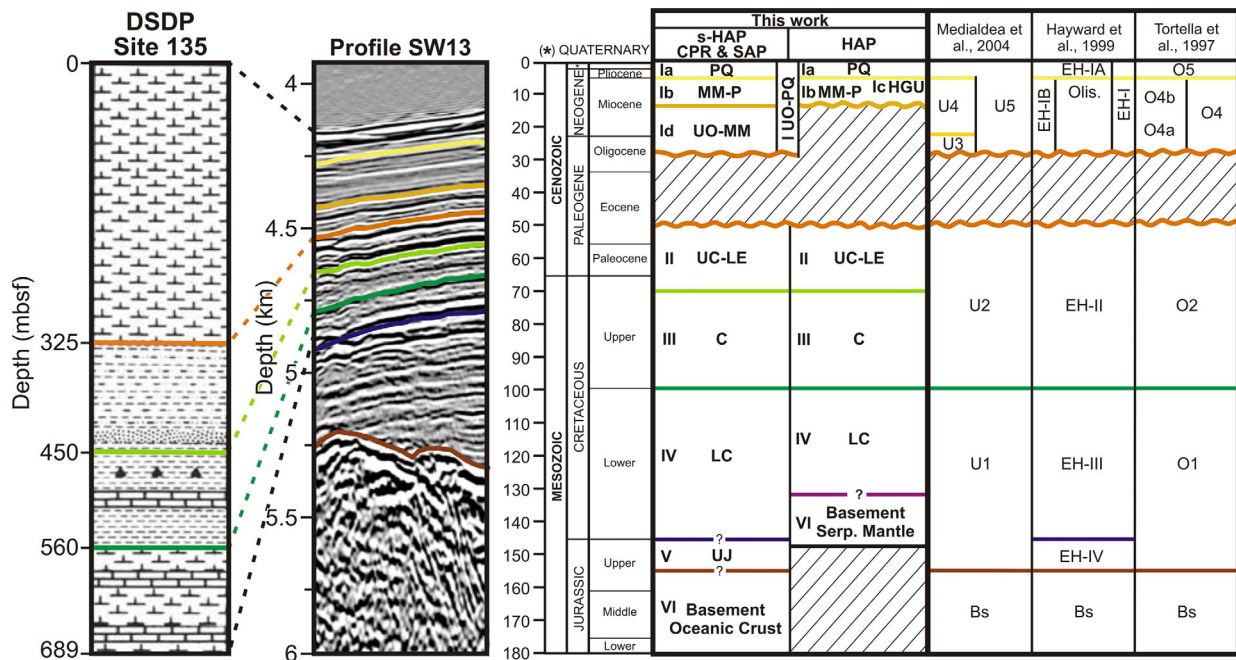 DSDP
Site 135
Depth (mbsf)
0
325
450
560
689
Profile SW13
Depth (km)
4
4.5
5
5.5
6
(*) QUATERNARY
0
10
20
30
40
50
60
70
80
90
100
110
120
130
140
150
160
170
180
CENOZOIC
MESOZOIC
NEOGENE
PALEOGENE
CRETACEOUS
JURASSIC
*
Pliocene
Miocene
Oligocene
Eocene
Paleocene
Upper
Lower
Upper
Middle
Lower
This work
s-HAP
CPR & SAP
HAP
Ia PQ
Ib MM-P
Id UO-MM
I UO-PQ
II UC-LE
III C
IV LC
?
V UJ
?
VI Basement
Oceanic Crust
Ia PQ
Ib MM-P Ic HGU
II UC-LE
III C
IV LC
?
VI Basement
Serp. Mantle
Medialdea et
al., 2004
U4
U5
U3
U2
U1
Bs
Hayward et
al., 1999
EH-IA
EH-IB
Olis.
EH-I
EH-II
EH-III
EH-IV
Bs
Tortella et
al., 1997
O5
O4b
O4
O4a
O2
O1
Bs